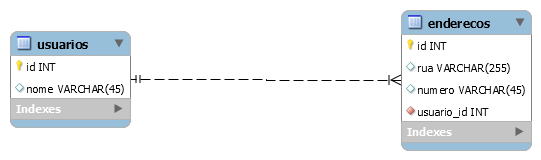 usuarios
id INT
nome VARCHAR(45)
Indexes
enderecos
id INT
rua VARCHAR(255)
numero VARCHAR(45)
usuario_id INT
Indexes